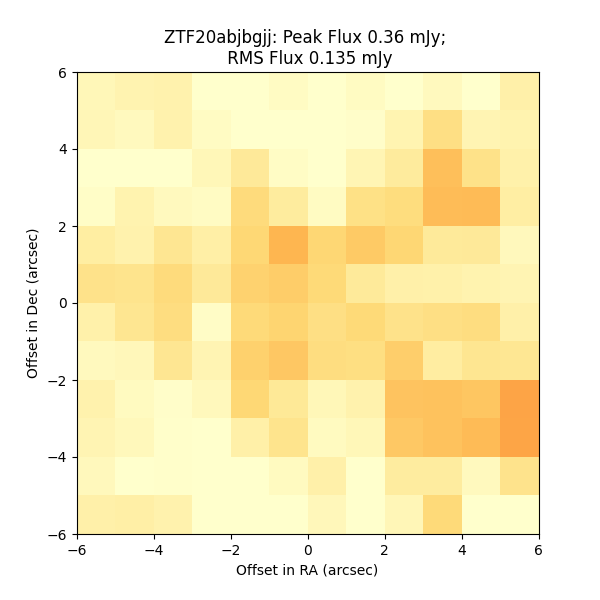 ZTF20abjbgjj: Peak Flux 0.36 mJy;
RMS Flux 0.135 mJy
6
4
2
0
−2
−4
−6
Offset in Dec (arcsec)
−6 −4 −2 0 2 4 6
Offset in RA (arcsec)